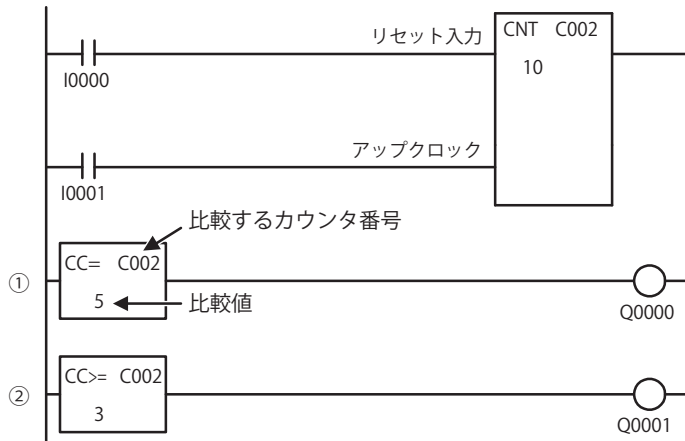 リセット入力
CNT C002
10
I0000
アップクロック
I0001
比較するカウンタ番号
① CC= C002
5
比較値
Q0000
② CC>= C002
3
Q0001